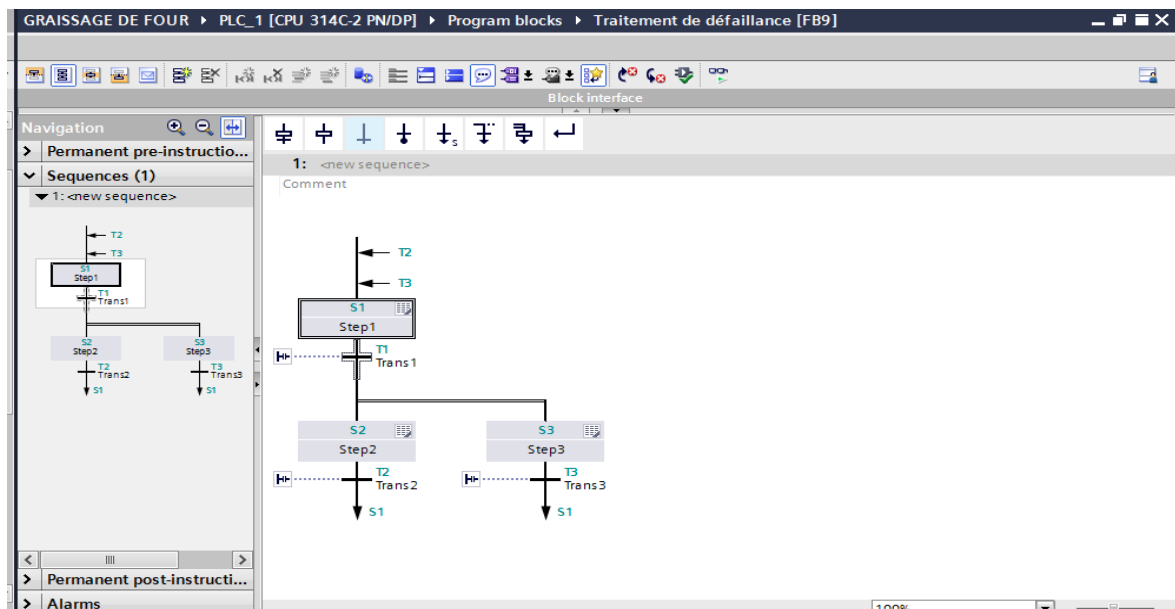 GRAISSAGE DE FOUR ▸ PLC_1 [CPU 314C-2 PN/DP] ▸ Program blocks ▸ Traitement de défaillance [FB9]
Block interface
Navigation
Permanent pre-instructio...
Sequences (1)
1: <new sequence>
T2
T3
S1
Step1
T1
Trans1
S2
Step2
S3
Step3
T2
Trans2
T3
Trans3
S1
S1
Permanent post-instructi...
Alarms
1: <new sequence>
Comment
T2
T3
S1
Step1
T1
Trans1
S2
Step2
S3
Step3
T2
Trans2
T3
Trans3
S1
S1
100%